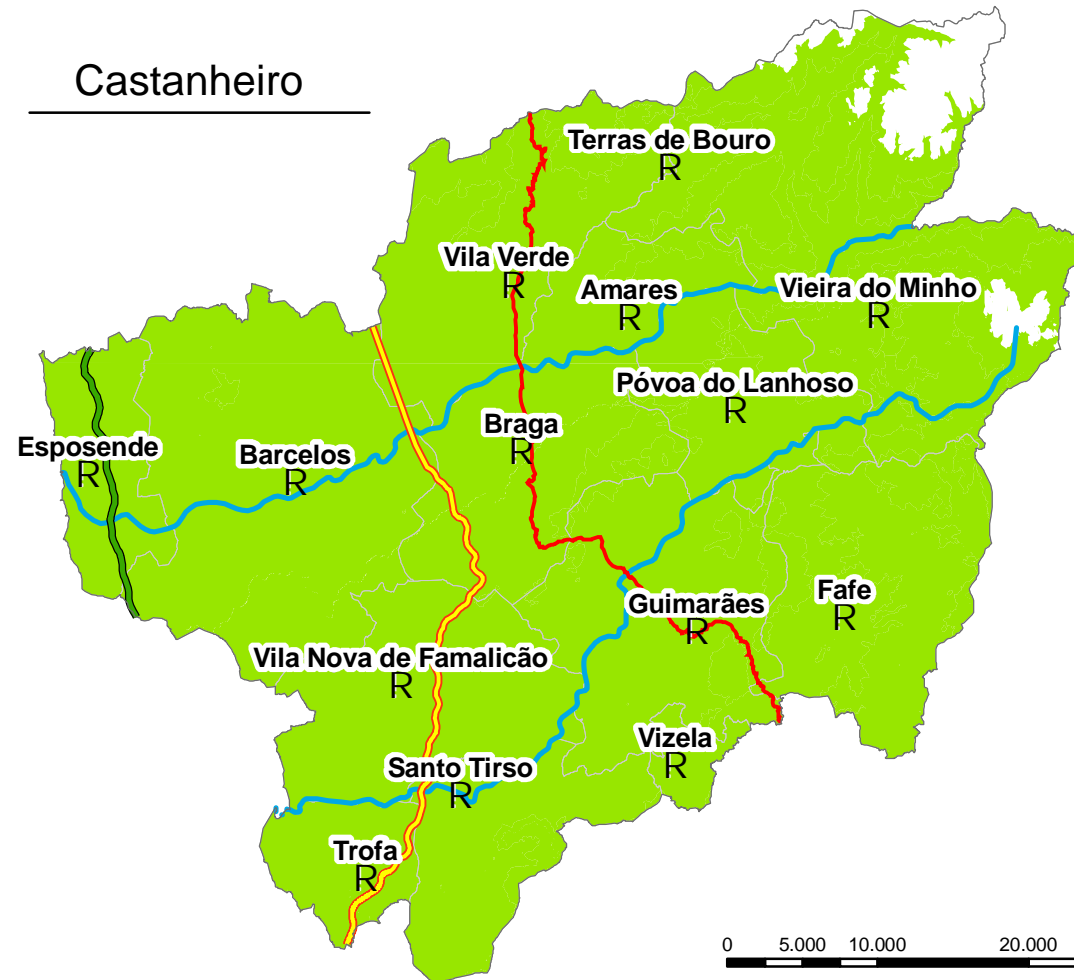 Castanheiro
Terras de Bouro
R
Vila Verde
R
Amares
R
Vieira do Minho
R
Póvoa do Lanhoso
R
Braga
R
Esposende
R
Barcelos
R
Guimarães
R
Fafe
R
Vila Nova de Famalicão
R
Vizela
R
Santo Tirso
R
Trofa
R
0 5.000 10.000 20.000